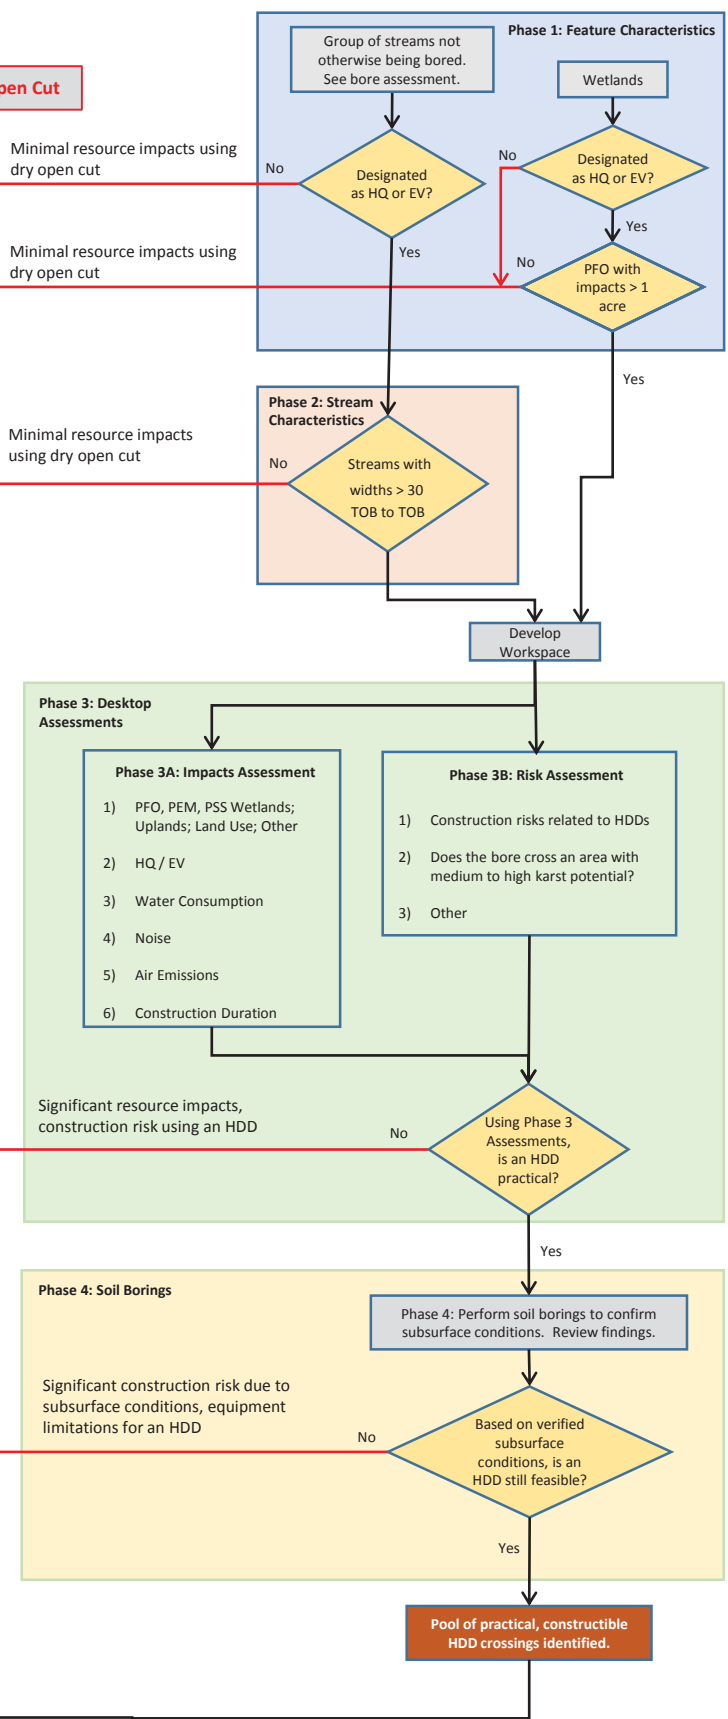 Phase 1: Feature Characteristics
Group of streams not
otherwise being bored.
See bore assessment.
Wetlands
pen Cut
Minimal resource impacts using
dry open cut
No
Designated
as HQ or EV?
No
Designated
as HQ or EV?
Yes
Minimal resource impacts using
dry open cut
Yes
No
PFO with
impacts > 1
acre
Yes
Phase 2: Stream
Characteristics
Minimal resource impacts
using dry open cut
No
Streams with
widths > 30
TOB to TOB
Develop
Workspace
Phase 3: Desktop
Assessments
Phase 3A: Impacts Assessment
1) PFO, PEM, PSS Wetlands;
Uplands; Land Use; Other
2) HQ / EV
3) Water Consumption
4) Noise
5) Air Emissions
6) Construction Duration
Phase 3B: Risk Assessment
1) Construction risks related to HDDs
2) Does the bore cross an area with
medium to high karst potential?
3) Other
Significant resource impacts,
construction risk using an HDD
No
Using Phase 3
Assessments,
is an HDD
practical?
Yes
Phase 4: Soil Borings
Phase 4: Perform soil borings to confirm
subsurface conditions. Review findings.
Significant construction risk due to
subsurface conditions, equipment
limitations for an HDD
No
Based on verified
subsurface
conditions, is an
HDD still feasible?
Yes
Pool of practical, constructible
HDD crossings identified.